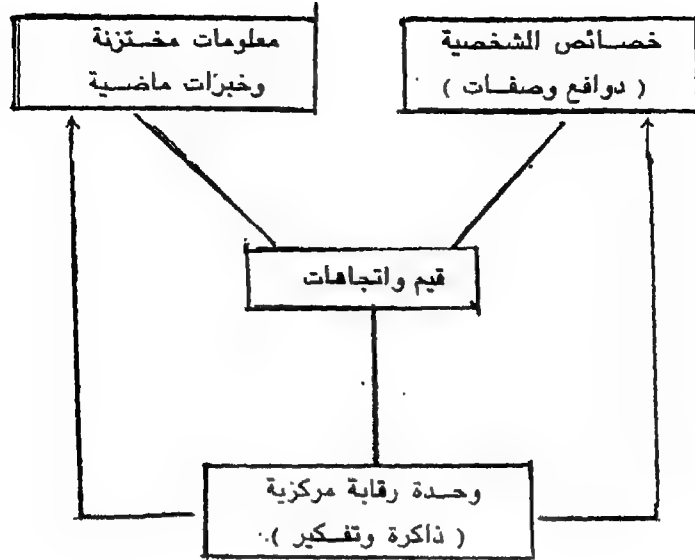 خصائص الشخصية
( دوافع وصفات )
معلومات مختزنة
وخبرات ماضية
قيم واتجاهات
وحدة رقابة مركزية
( ذاكرة وتفكير )